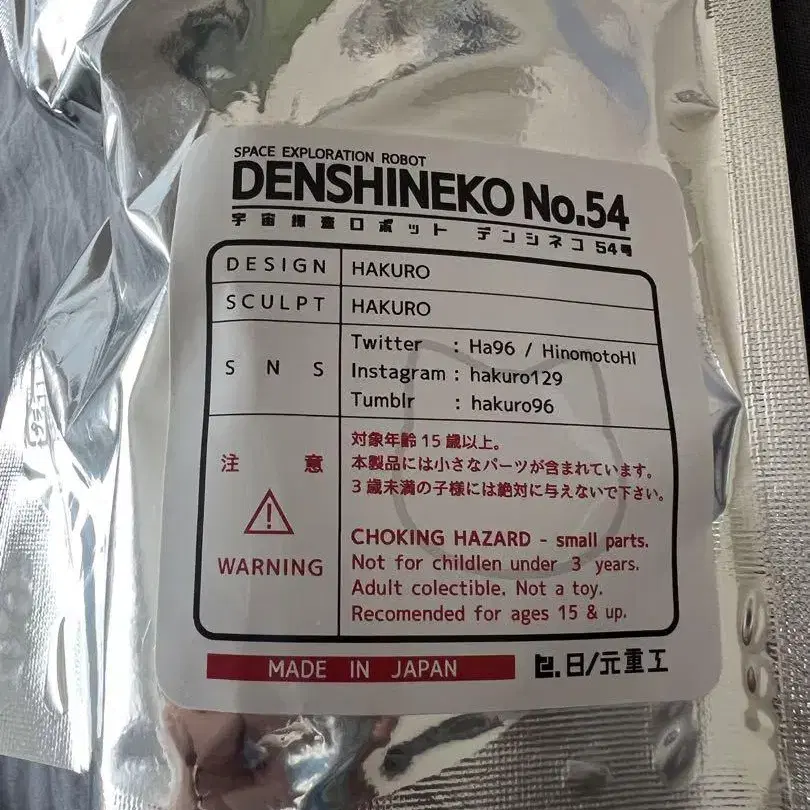 SPACE EXPLORATION ROBOT
DENSHINEKO No.54
宇宙探査ロボット デンシネコ 54号
DESIGN HAKURO
SCULPT HAKURO
SNS
Twitter : Ha96 / HinomotoHI
Instagram : hakuro129
Tumblr : hakuro96
注意
WARNING
対象年齢15歳以上。
本製品には小さなパーツが含まれています。
3歳未満の子様には絶対に与えないで下さい。
CHOKING HAZARD - small parts.
Not for childlen under 3 years.
Adult colectible. Not a toy.
Recomended for ages 15 & up.
MADE IN JAPAN
日ノ元重工